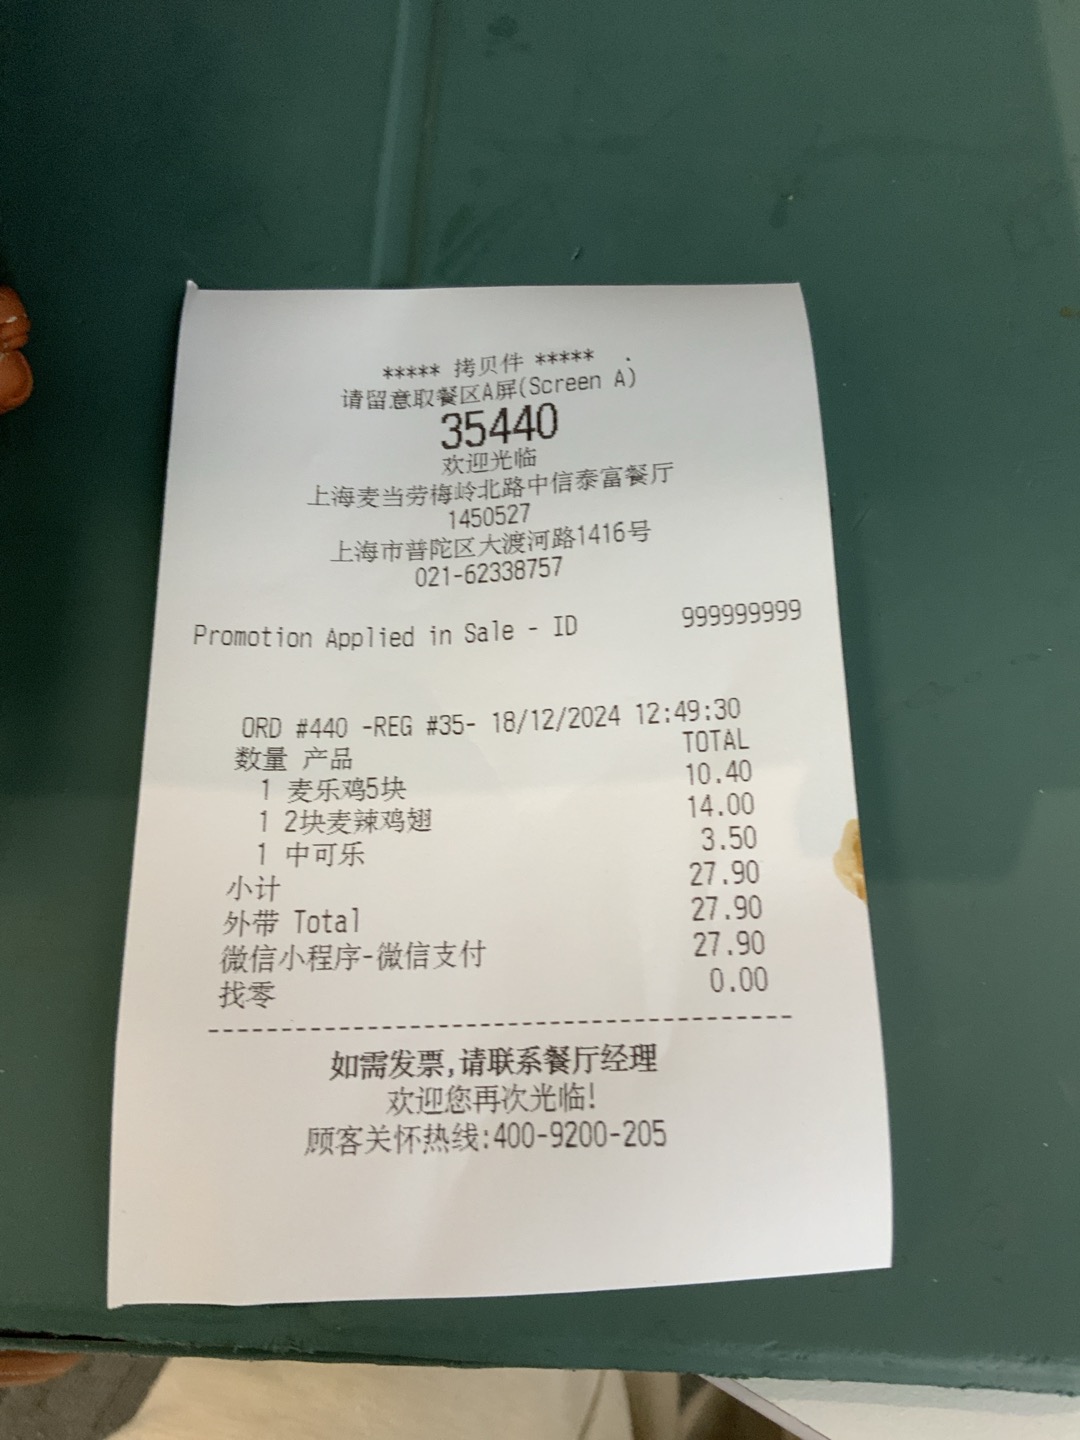 ***** 拷贝件 *****
请留意取餐区A屏(Screen A)
35440
欢迎光临
上海麦当劳梅岭北路中信泰富餐厅
1450527
上海市普陀区大渡河路1416号
021-62338757
Promotion Applied in Sale - ID 999999999
ORD #440 -REG #35- 18/12/2024 12:49:30
数量 产品 TOTAL
1 麦乐鸡5块 10.40
1 2块麦辣鸡翅 14.00
1 中可乐 3.50
小计 27.90
外带 Total 27.90
微信小程序-微信支付 27.90
找零 0.00
----------------------------------------
如需发票,请联系餐厅经理
欢迎您再次光临!
顾客关怀热线:400-9200-205